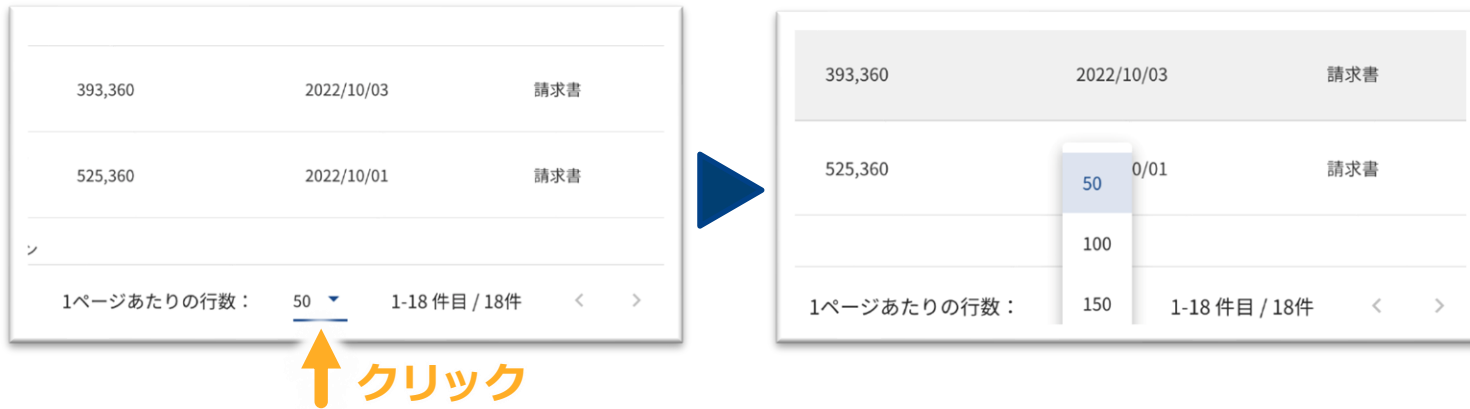 393,360 2022/10/03 請求書
525,360 2022/10/01 請求書
ン
1ページあたりの行数： 50 1-18 件目 / 18件
クリック
393,360 2022/10/03 請求書
525,360 0/01 請求書
50
100
150
1ページあたりの行数： 1-18 件目 / 18件